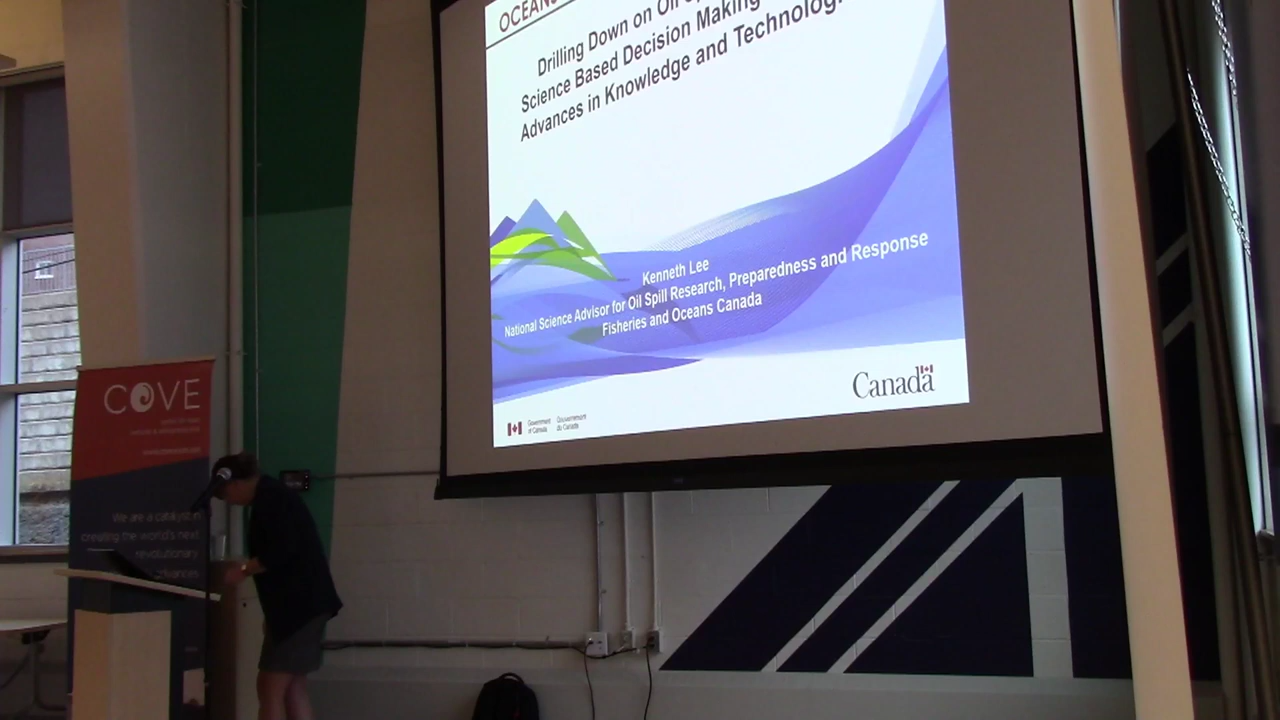 OCEANS
Drilling Down on Oil
Science Based Decision Making
Advances in Knowledge and Technolog
Kenneth Lee
National Science Advisor for Oil Spill Research, Preparedness and Response
Fisheries and Oceans Canada
Canada
Government of Canada
Gouvernement du Canada
COVE
We are a catalyst in
creating the world's next
revolutionary
advances